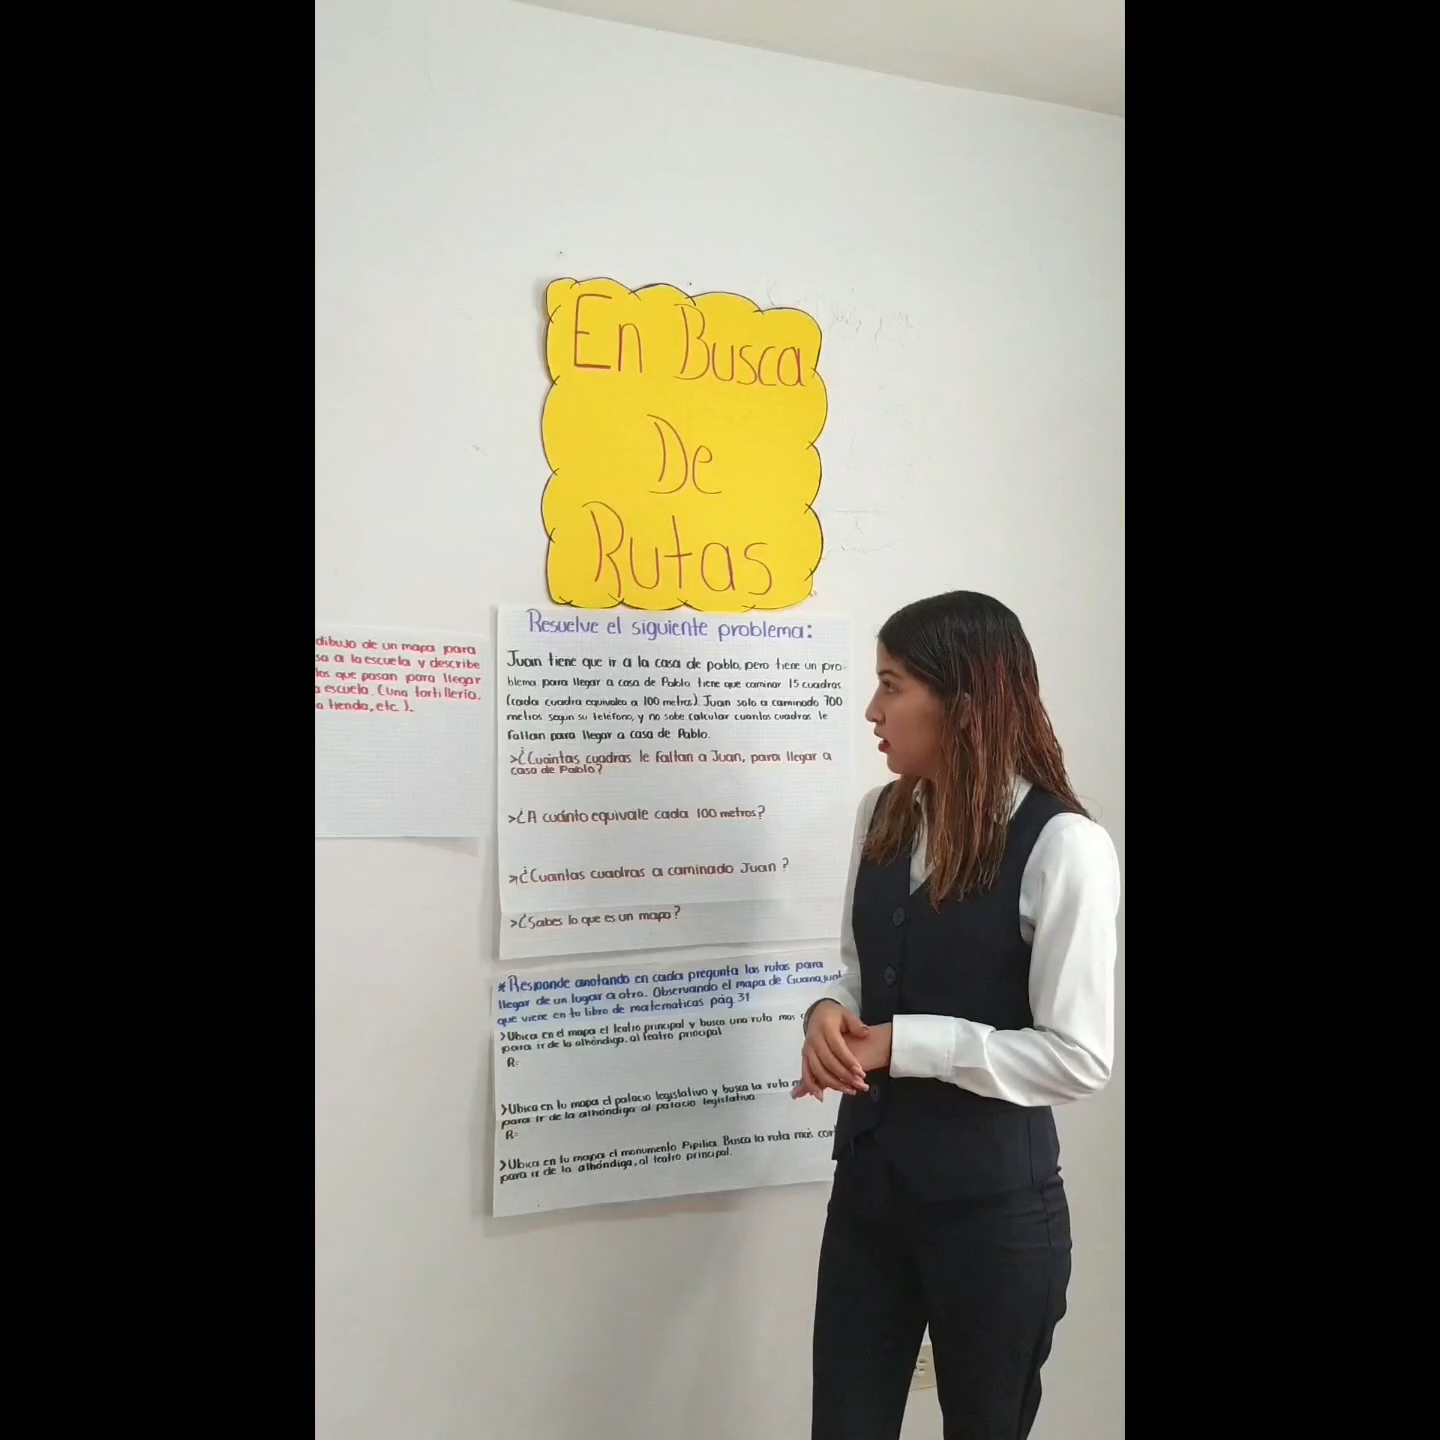 En Busca
De
Rutas
Resuelve el siguiente problema:
Juan tiene que ir a la casa de pablo, pero tiene un pro-
blema para llegar a casa de Pablo tiene que caminar 15 cuadras
(cada cuadra equivalea a 100 metros). Juan solo a caminado 700
metros según su teléfono, y no sabe calcular cuantas cuadras le
faltan para llegar a casa de Pablo.
>¿Cuántas cuadras le faltan a Juan, para llegar a
casa de Pablo?
>¿A cuánto equivale cada 100 metros?
>¿Cuantas cuadras a caminado Juan?
>¿Sabes lo que es un mapa?
*Responde anotando en cada pregunta las rutas para
llegar de un lugar a otro. Observando el mapa de Guanajuat
que viene en tu libro de matematicas pág 31
>Ubica en el mapa el teatro principal y busca una ruta mas
para ir de la alhóndiga, al teatro principal
R=
>Ubica en tu mapa el palacio legislativo y busca la ruta
para ir de la alhóndiga al palacio legislativo
R=
>Ubica en tu mapa el monumento Pipilia. Busca la ruta más cor
para ir de la alhóndiga, al teatro principal.
dibujo de un mapa para
sa a la escuela y describe
los que pasan para llegar
a escuela. (Una tortillería.
a tienda, etc).